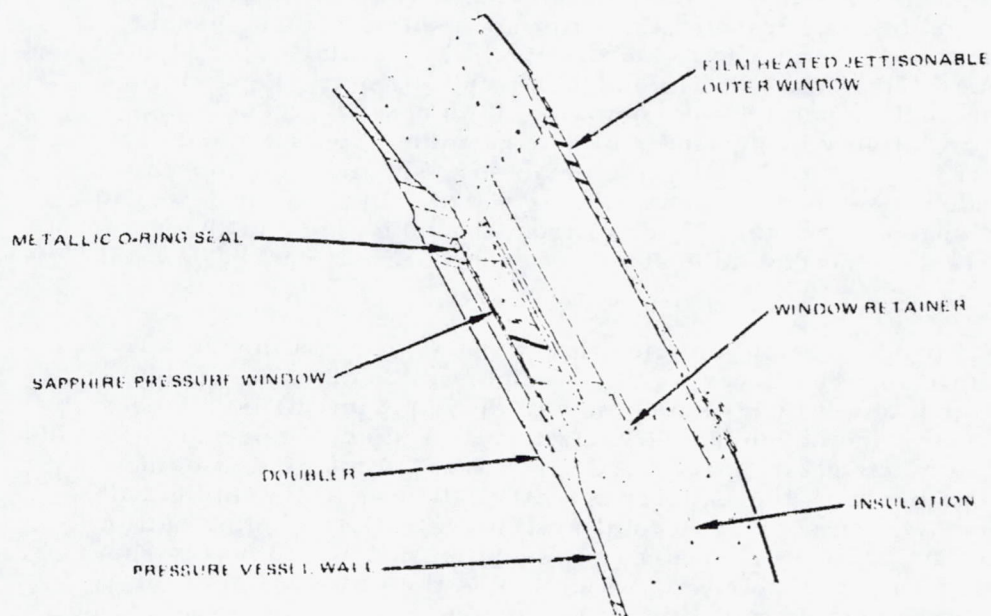 FILM HEATED JETTISONABLE
OUTER WINDOW
METALLIC O-RING SEAL
WINDOW RETAINER
SAPPHIRE PRESSURE WINDOW
DOUBLER
INSULATION
PRESSURE VESSEL WALL